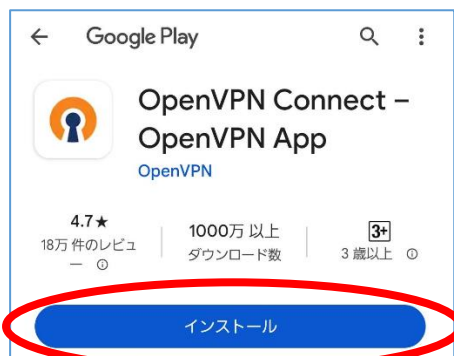 Google Play
OpenVPN Connect –
OpenVPN App
OpenVPN
4.7★
18万 件のレビュ
ー
1000万 以上
ダウンロード数
3+
3 歳以上
インストール